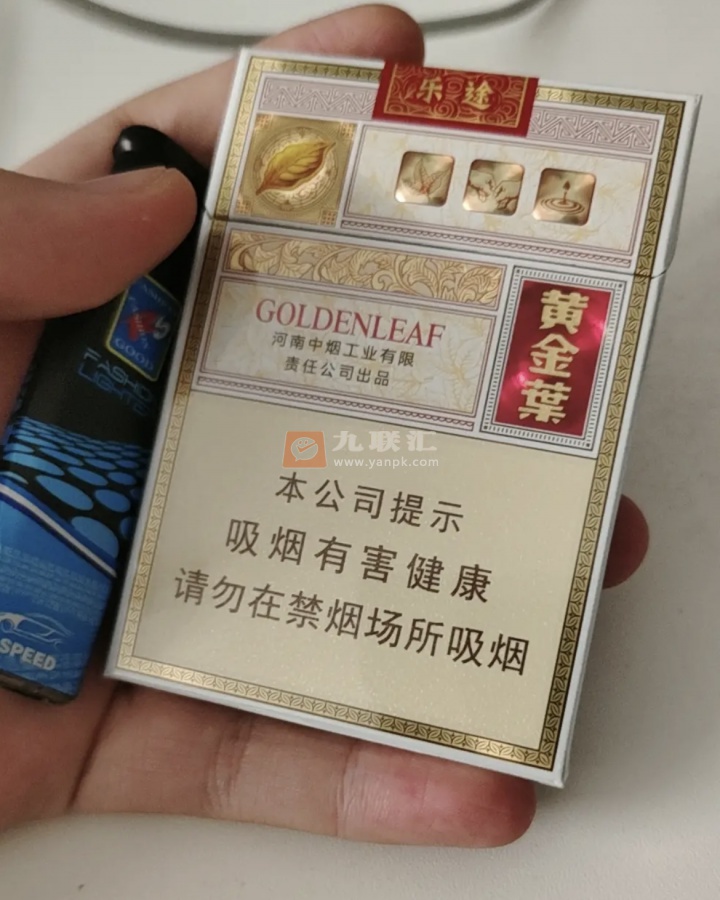 乐途
GOLDENLEAF
河南中烟工业有限
责任公司出品
黄金葉
九联汇
www.yanpk.com
本公司提示
吸烟有害健康
请勿在禁烟场所吸烟
GOOD
SPEED